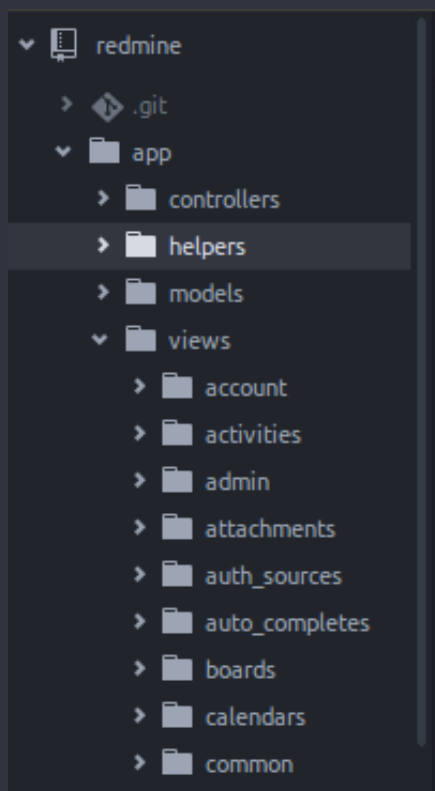 redmine
.git
app
controllers
helpers
models
views
account
activities
admin
attachments
auth_sources
auto_completes
boards
calendars
common